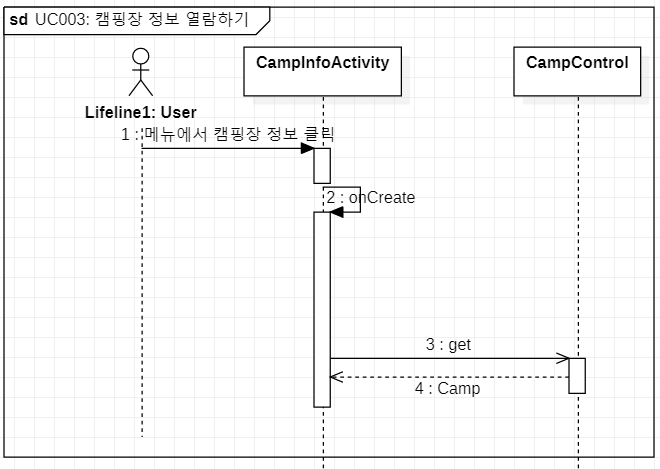 sd UC003: 캠핑장 정보 열람하기
CampInfoActivity
CampControl
Lifeline1: User
1 : 메뉴에서 캠핑장 정보 클릭
2 : onCreate
3 : get
4 : Camp